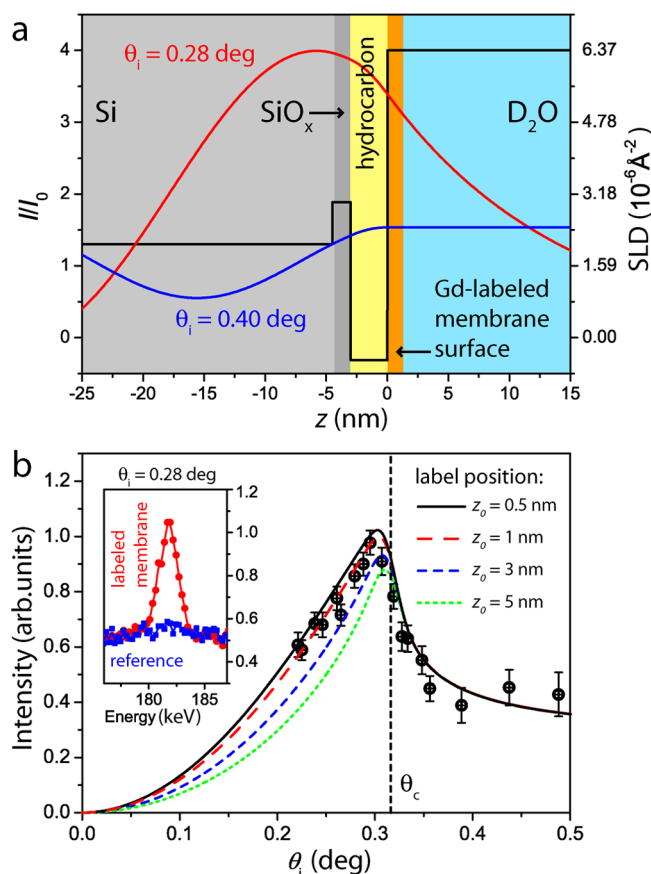 a
θi = 0.28 deg
Si
SiOx
hydrocarbon
D2O
θi = 0.40 deg
Gd-labeled
membrane
surface
I/I0
4
3
2
1
0
SLD (10-6Å-2)
6.37
4.78
3.18
1.59
0.00
-25 -20 -15 -10 -5 0 5 10 15
z (nm)
b
θi = 0.28 deg
labeled
membrane
reference
1.2
1.0
0.8
0.6
0.4
180 185
Energy (keV)
label position:
z0 = 0.5 nm
z0 = 1 nm
z0 = 3 nm
z0 = 5 nm
θc
Intensity (arb.units)
1.2
1.0
0.8
0.6
0.4
0.2
0.0
0.0 0.1 0.2 0.3 0.4 0.5
θi (deg)